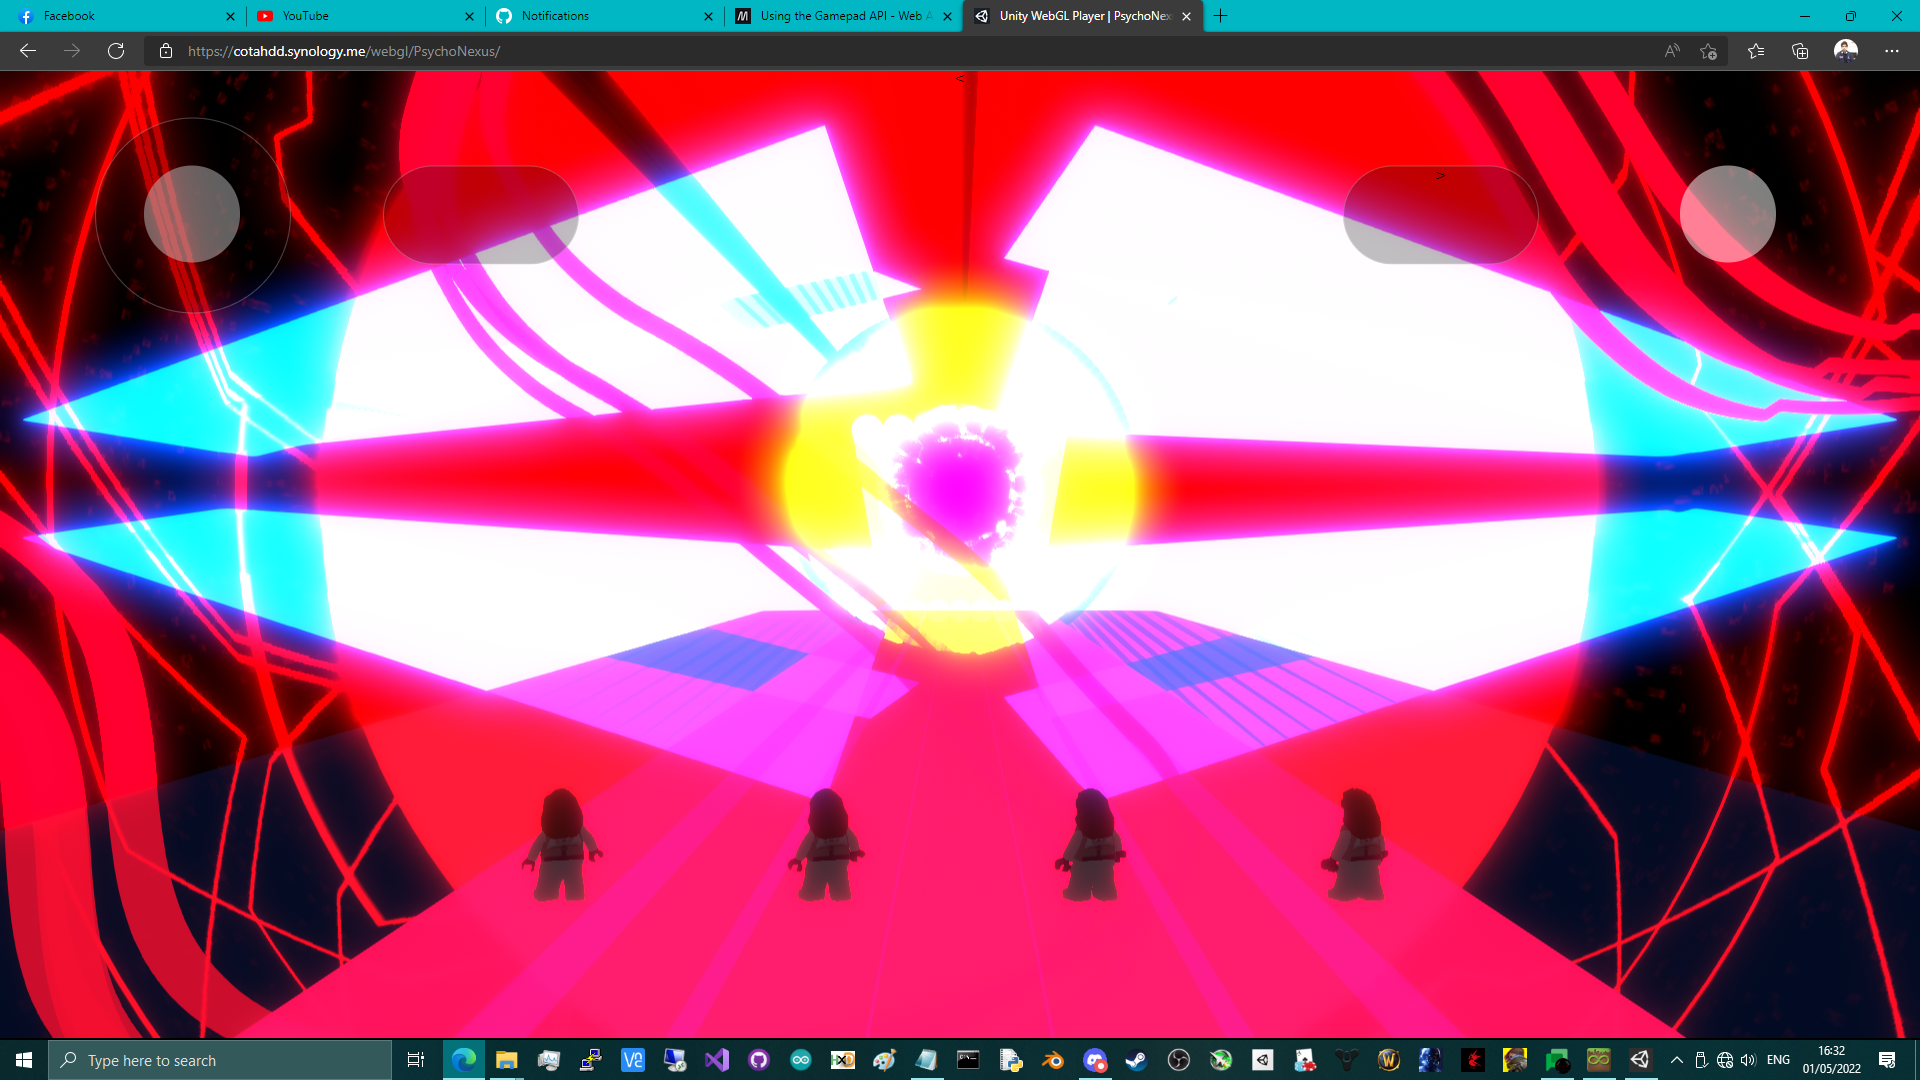 Facebook
YouTube
Notifications
Using the Gamepad API - Web A
Unity WebGL Player | PsychoNex
https://cotahdd.synology.me/webgl/PsychoNexus/
<
>
Type here to search
ENG
16:32
01/05/2022